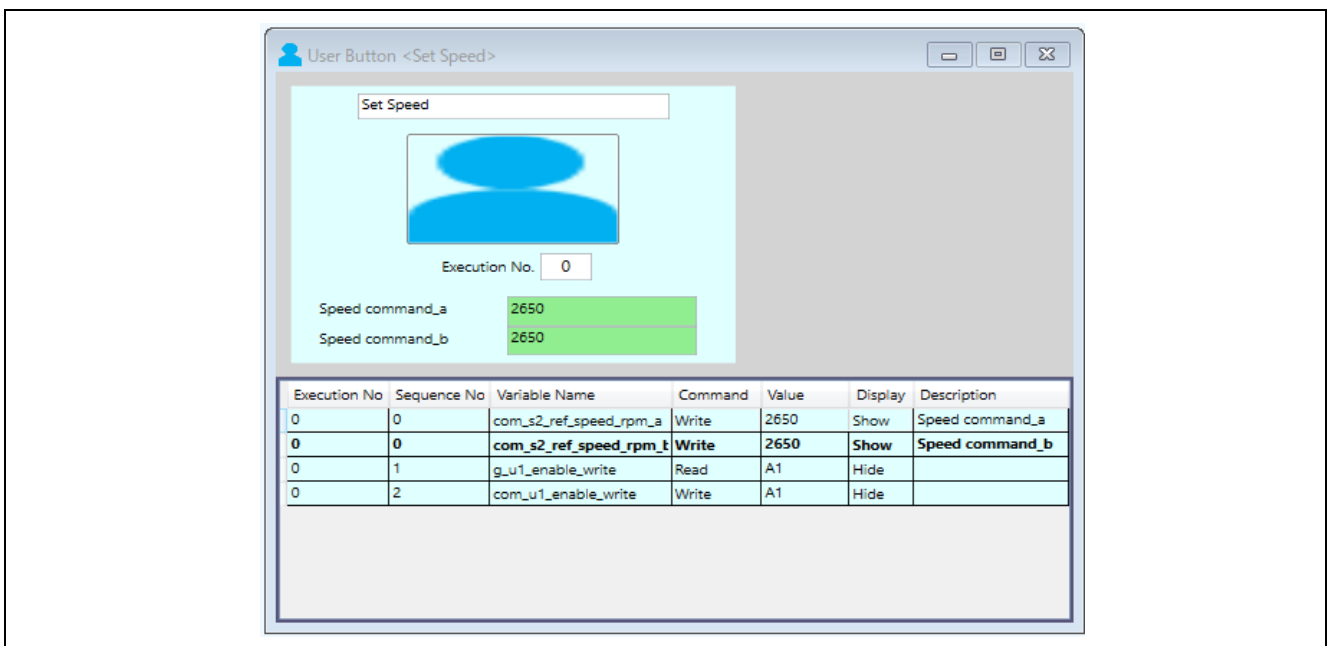 User Button <Set Speed>
Set Speed
Execution No. 0
Speed command_a 2650
Speed command_b 2650
Execution No Sequence No Variable Name Command Value Display Description
0 0 com_s2_ref_speed_rpm_a Write 2650 Show Speed command_a
0 0 com_s2_ref_speed_rpm_b Write 2650 Show Speed command_b
0 1 g_u1_enable_write Read A1 Hide
0 2 com_u1_enable_write Write A1 Hide